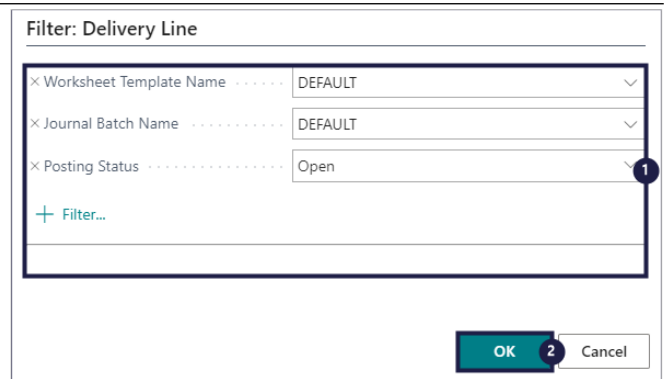 Filter: Delivery Line
× Worksheet Template Name · · · · · · DEFAULT
× Journal Batch Name · · · · · · · · · · · DEFAULT
× Posting Status · · · · · · · · · · · · · · · · Open
1
+ Filter...
OK 2 Cancel